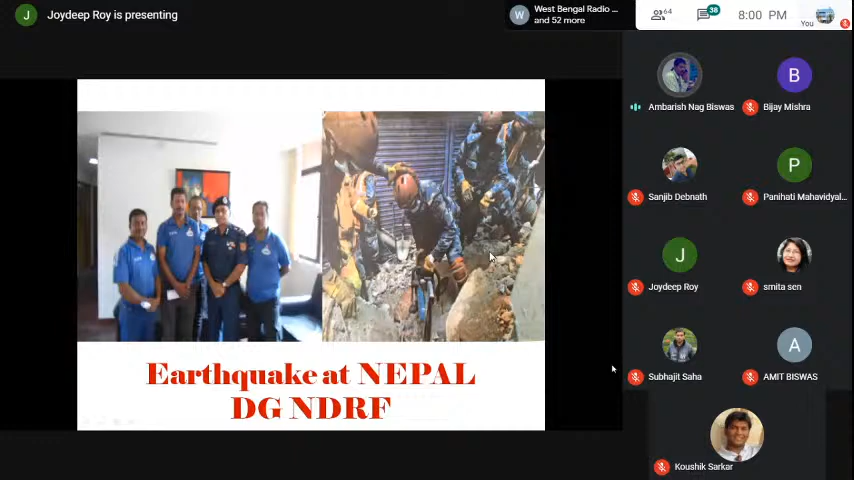 J
Joydeep Roy is presenting
W
West Bengal Radio ...
and 52 more
64
38
8:00 PM
You
Ambarish Nag Biswas
B
Bijay Mishra
Sanjib Debnath
P
Panihati Mahavidyal...
J
Joydeep Roy
smita sen
Subhajit Saha
A
AMIT BISWAS
Koushik Sarkar
Earthquake at NEPAL
DG NDRF